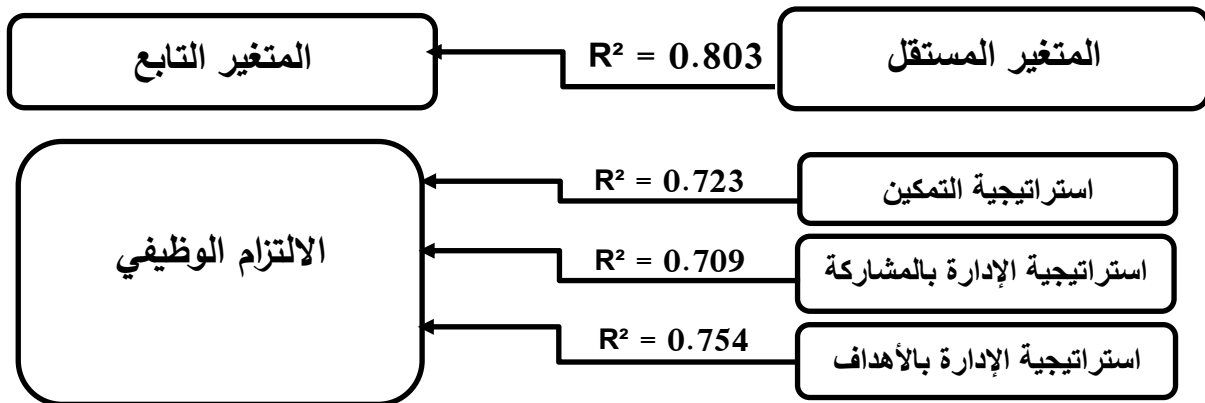 المتغير المستقل
R² = 0.803
المتغير التابع
استراتيجية التمكين
R² = 0.723
استراتيجية الإدارة بالمشاركة
R² = 0.709
الالتزام الوظيفي
استراتيجية الإدارة بالأهداف
R² = 0.754